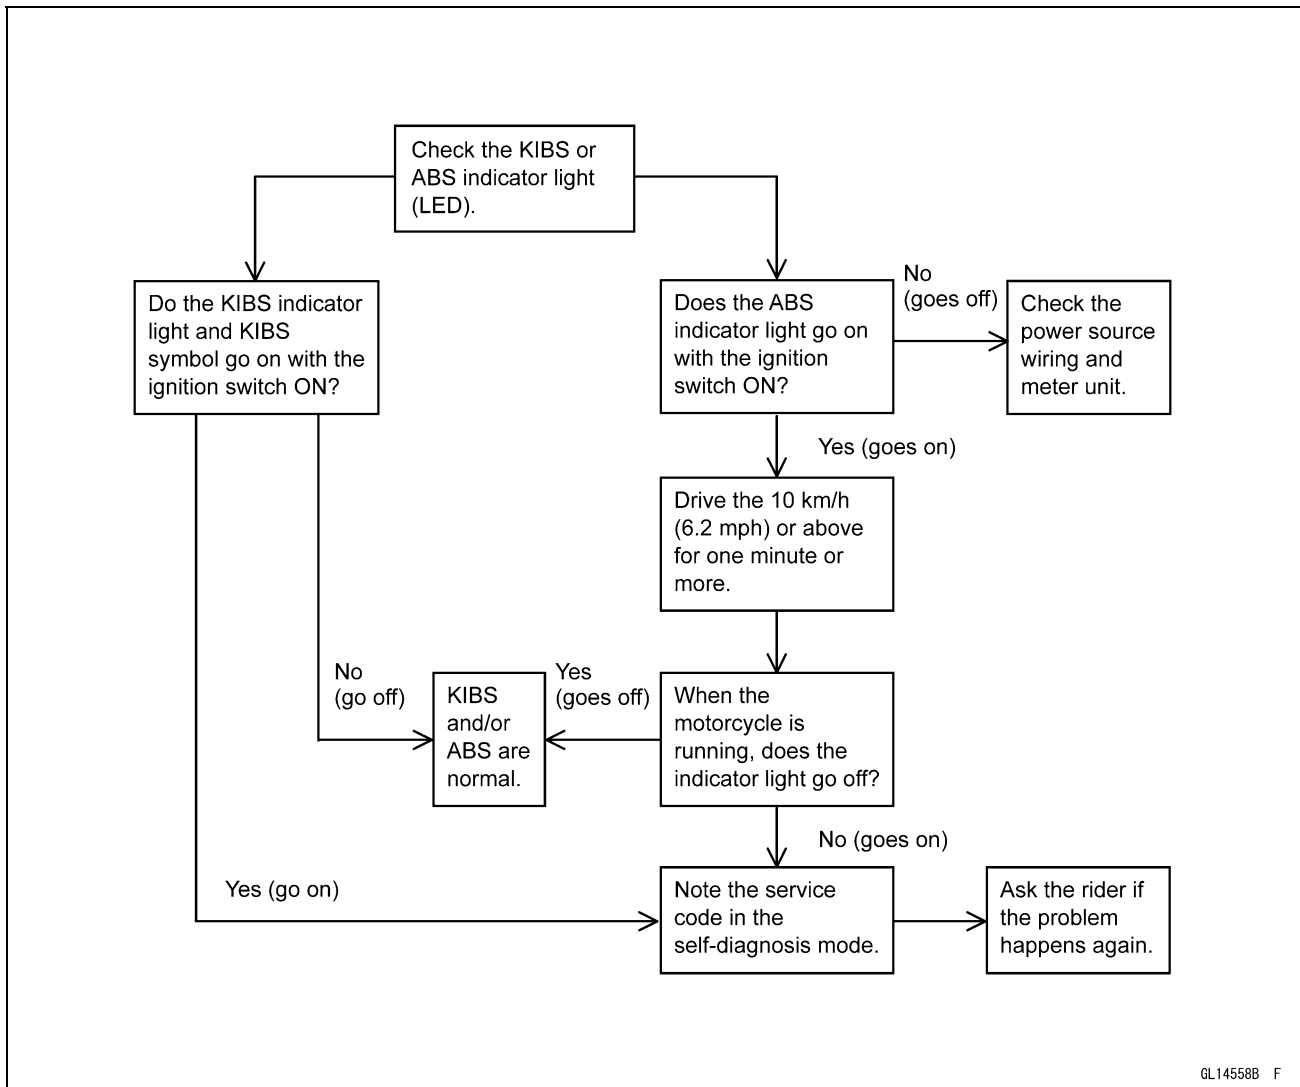 Check the KIBS or
ABS indicator light
(LED).
Do the KIBS indicator
light and KIBS
symbol go on with the
ignition switch ON?
Does the ABS
indicator light go on
with the ignition
switch ON?
No
(goes off)
Check the
power source
wiring and
meter unit.
Yes (goes on)
Drive the 10 km/h
(6.2 mph) or above
for one minute or
more.
No
(go off)
KIBS
and/or
ABS are
normal.
Yes
(goes off)
When the
motorcycle is
running, does the
indicator light go off?
No (goes on)
Yes (go on)
Note the service
code in the
self-diagnosis mode.
Ask the rider if
the problem
happens again.
GL14558B F